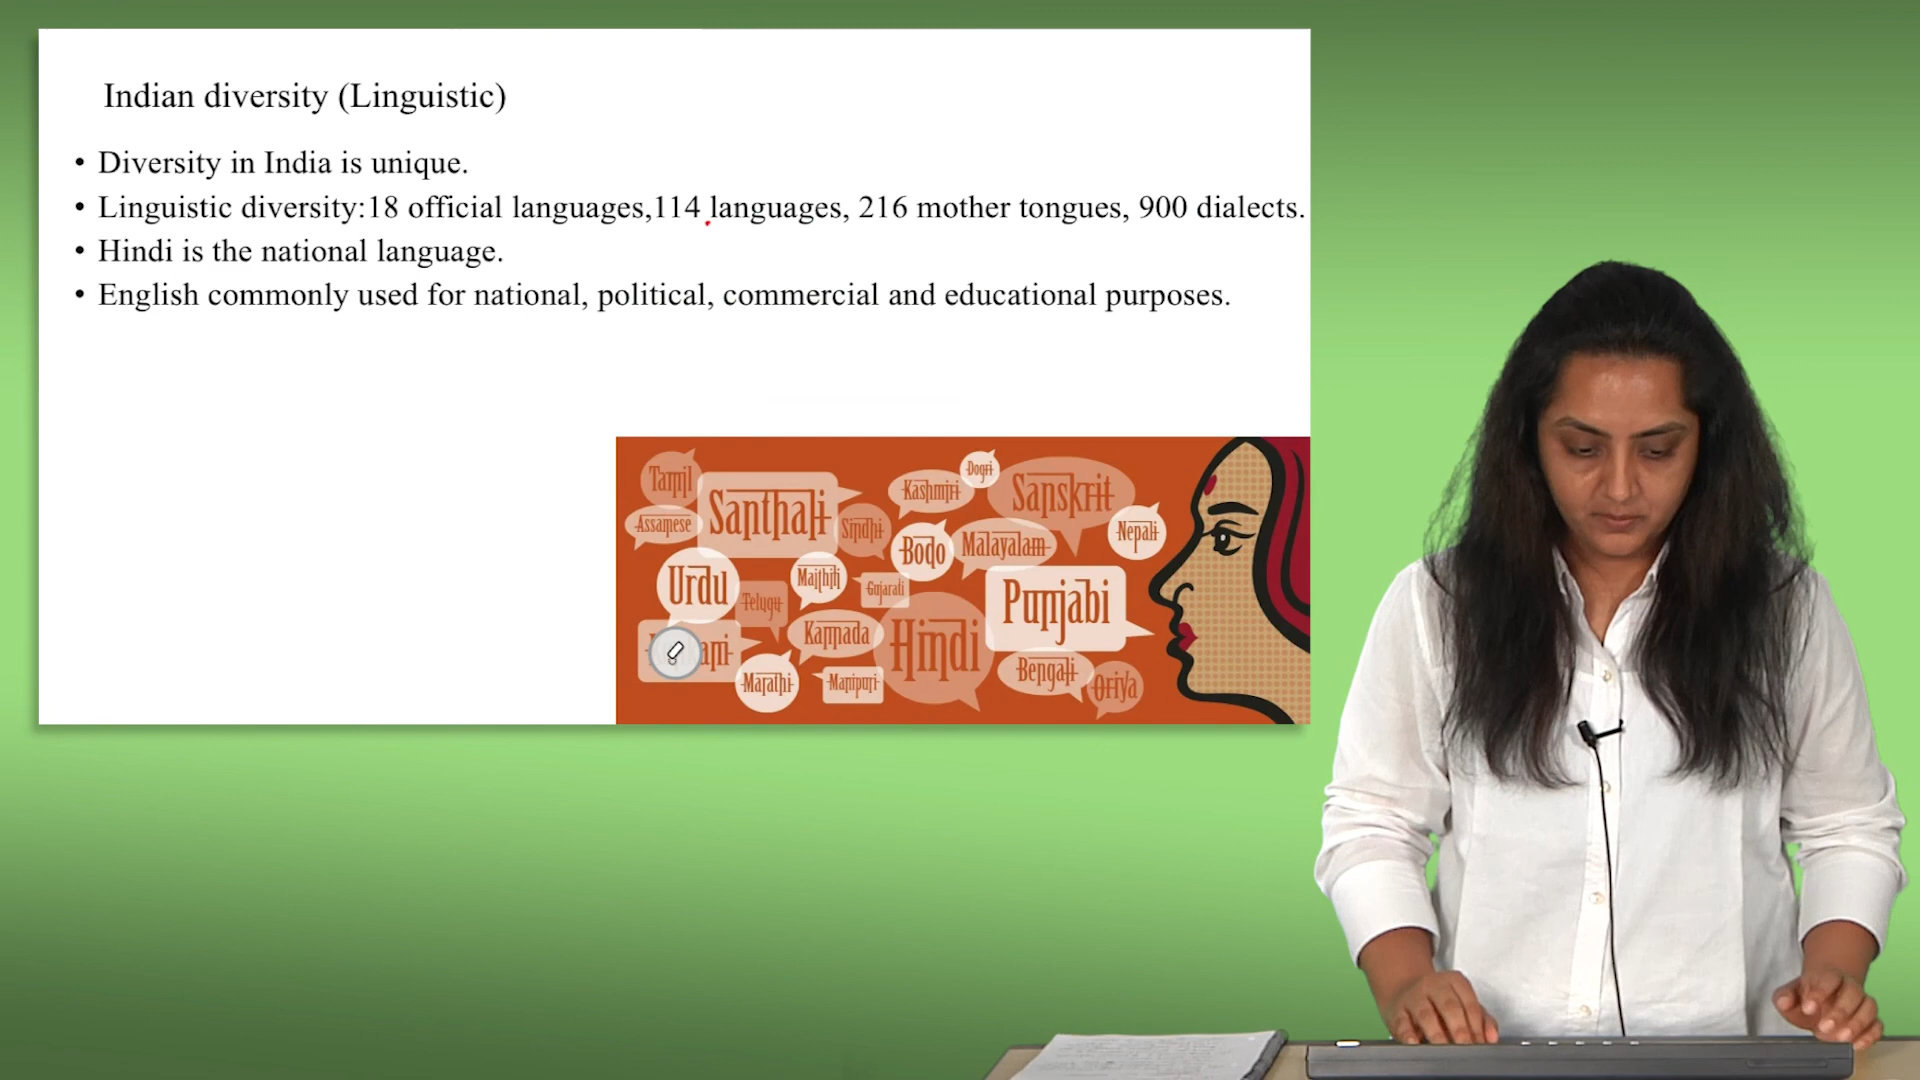 Indian diversity (Linguistic)
• Diversity in India is unique.
• Linguistic diversity:18 official languages,114 languages, 216 mother tongues, 900 dialects.
• Hindi is the national language.
• English commonly used for national, political, commercial and educational purposes.
Tamil
Santhali
Kashmiri
Dogri
Sanskrit
Assamese
Sindhi
Bodo
Malayalam
Nepali
Urdu
Maithili
Gujarati
Telugu
Punjabi
Kannada
Hindi
Marathi
Manipuri
Bengali
Oriya